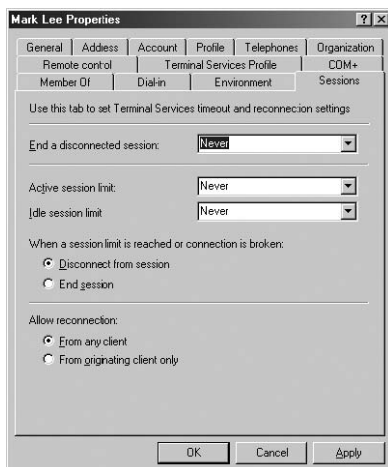 Mark Lee Properties
General Address Account Profile Telephones Organization
Remote control Terminal Services Profile COM+
Member Of Dial-in Environment Sessions
Use this tab to set Terminal Services timeout and reconnection settings
End a disconnected session: Never
Active session limit: Never
Idle session limit Never
When a session limit is reached or connection is broken:
Disconnect from session
End session
Allow reconnection:
From any client
From originating client only
OK Cancel Apply